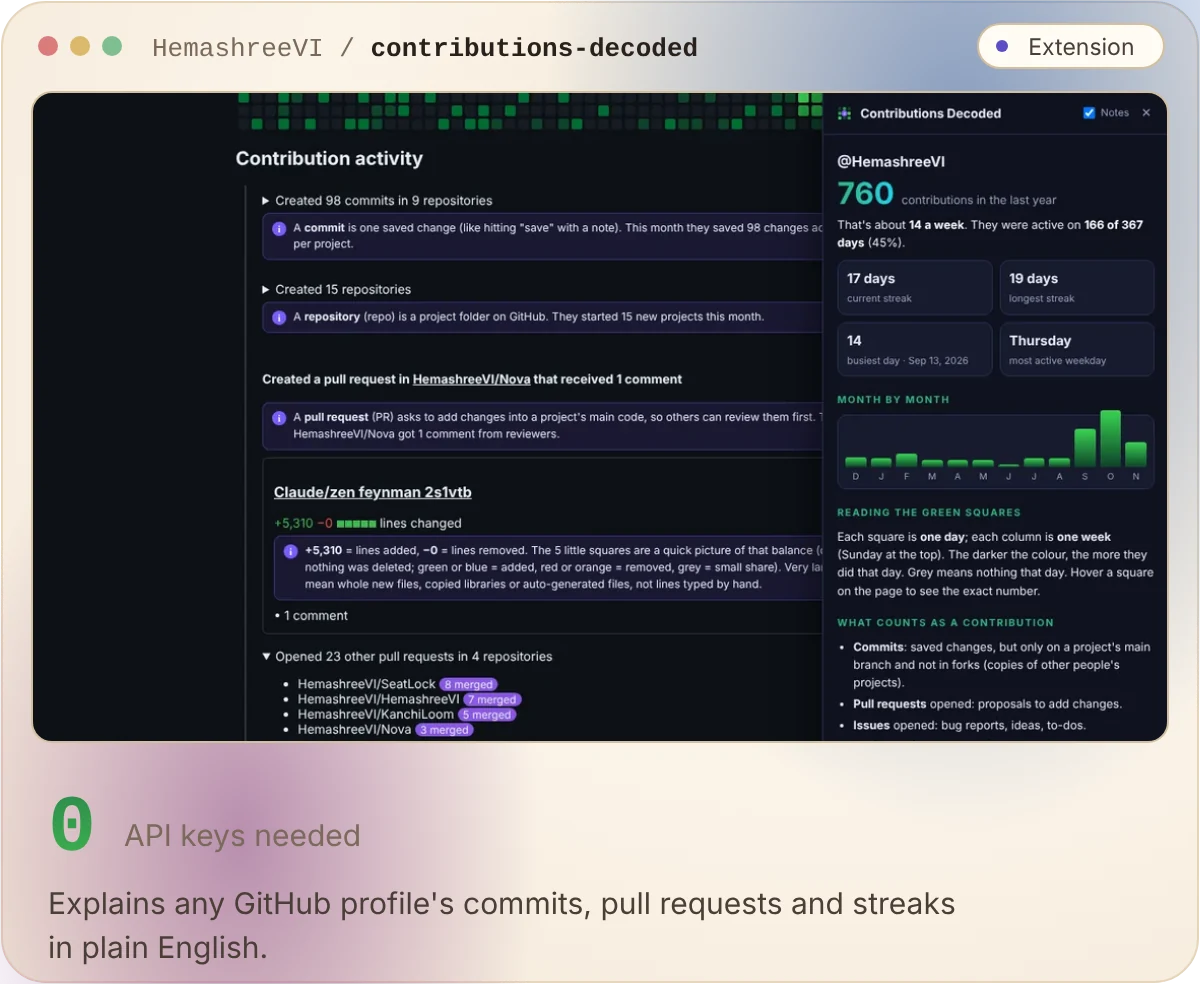 HemashreeVI / contributions-decoded
Extension
Contribution activity
Created 98 commits in 9 repositories
A commit is one saved change (like hitting "save" with a note). This month they saved 98 changes
per project.
Created 15 repositories
A repository (repo) is a project folder on GitHub. They started 15 new projects this month.
Created a pull request in HemashreeVI/Nova that received 1 comment
A pull request (PR) asks to add changes into a project's main code, so others can review them first.
HemashreeVI/Nova got 1 comment from reviewers.
Claude/zen feynman 2s1vtb
+5,310 −0 lines changed
+5,310 = lines added, −0 = lines removed. The 5 little squares are a quick picture of that balance
nothing was deleted; green or blue = added, red or orange = removed, grey = small share). Very
mean whole new files, copied libraries or auto-generated files, not lines typed by hand.
• 1 comment
Opened 23 other pull requests in 4 repositories
• HemashreeVI/SeatLock 8 merged
• HemashreeVI/HemashreeVI 7 merged
• HemashreeVI/KanchiLoom 5 merged
• HemashreeVI/Nova 3 merged
Contributions Decoded
Notes ×
@HemashreeVI
760 contributions in the last year
That's about 14 a week. They were active on 166 of 367
days (45%).
17 days
current streak
19 days
longest streak
14
busiest day · Sep 13, 2026
Thursday
most active weekday
MONTH BY MONTH
D J F M A M J J A S O N
READING THE GREEN SQUARES
Each square is one day; each column is one week
(Sunday at the top). The darker the colour, the more they
did that day. Grey means nothing that day. Hover a square
on the page to see the exact number.
WHAT COUNTS AS A CONTRIBUTION
• Commits: saved changes, but only on a project's main
branch and not in forks (copies of other people's
projects).
• Pull requests opened: proposals to add changes.
• Issues opened: bug reports, ideas, to-dos.
0 API keys needed
Explains any GitHub profile's commits, pull requests and streaks
in plain English.